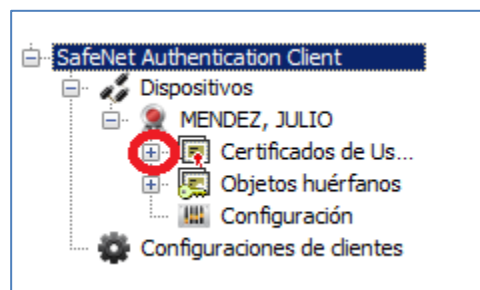 SafeNet Authentication Client
Dispositivos
MENDEZ, JULIO
Certificados de Us...
Objetos huérfanos
Configuración
Configuraciones de clientes